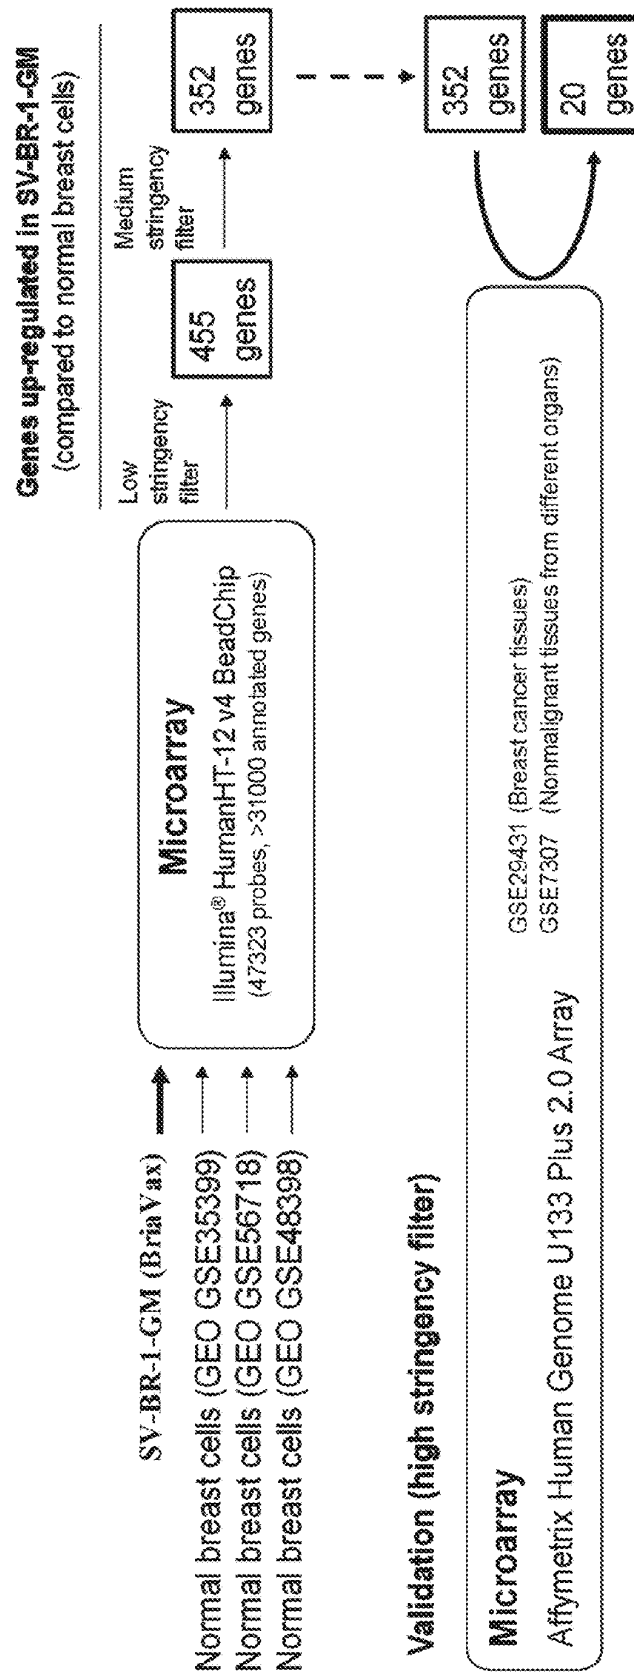 Genes up-regulated in SV-BR-1-GM
(compared to normal breast cells)
SV-BR-1-GM (BriaVax)
Normal breast cells (GEO GSE35399)
Normal breast cells (GEO GSE56718)
Normal breast cells (GEO GSE48398)
Microarray
Illumina® HumanHT-12 v4 BeadChip
(47323 probes, >31000 annotated genes)
Low
stringency
filter
455
genes
Medium
stringency
filter
352
genes
Validation (high stringency filter)
Microarray
Affymetrix Human Genome U133 Plus 2.0 Array
GSE29431 (Breast cancer tissues)
GSE7307 (Nonmalignant tissues from different organs)
352
genes
20
genes